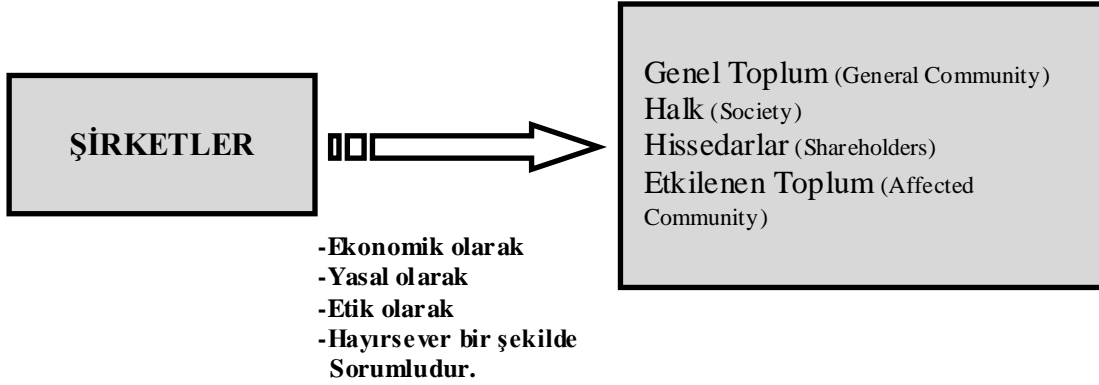 ŞİRKETLER
-Ekonomik olarak
-Yasal olarak
-Etik olarak
-Hayırsever bir şekilde
Sorumludur.
Genel Toplum (General Community)
Halk (Society)
Hissedarlar (Shareholders)
Etkilenen Toplum (Affected
Community)